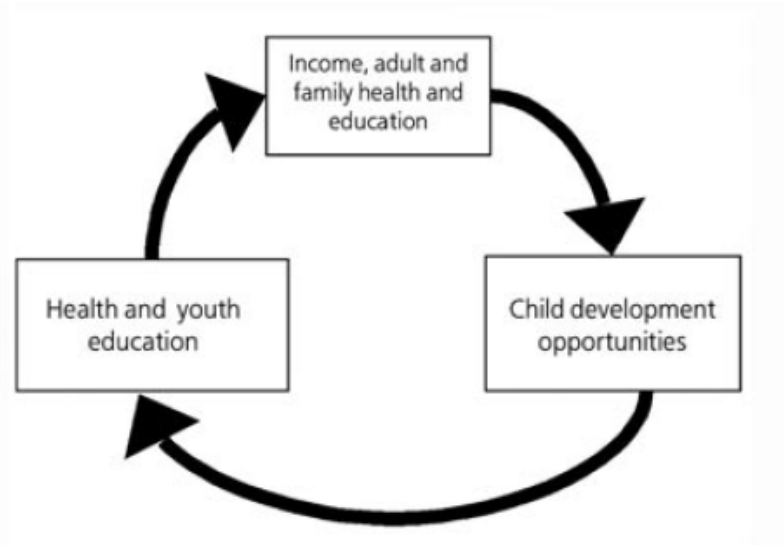 Income, adult and
family health and
education
Health and youth
education
Child development
opportunities